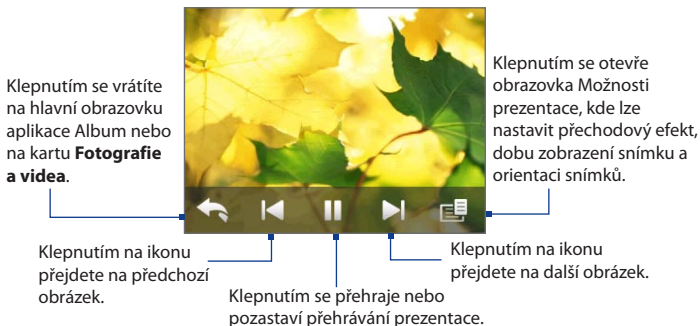 Klepnutím se vrátíte
na hlavní obrazovku
aplikace Album nebo
na kartu Fotografie
a videa.
Klepnutím se otevře
obrazovka Možnosti
prezentace, kde lze
nastavit přechodový efekt,
dobu zobrazení snímku a
orientaci snímků.
Klepnutím na ikonu
přejdete na předchozí
obrázek.
Klepnutím se přehraje nebo
pozastaví přehrávání prezentace.
Klepnutím na ikonu
přejdete na další obrázek.